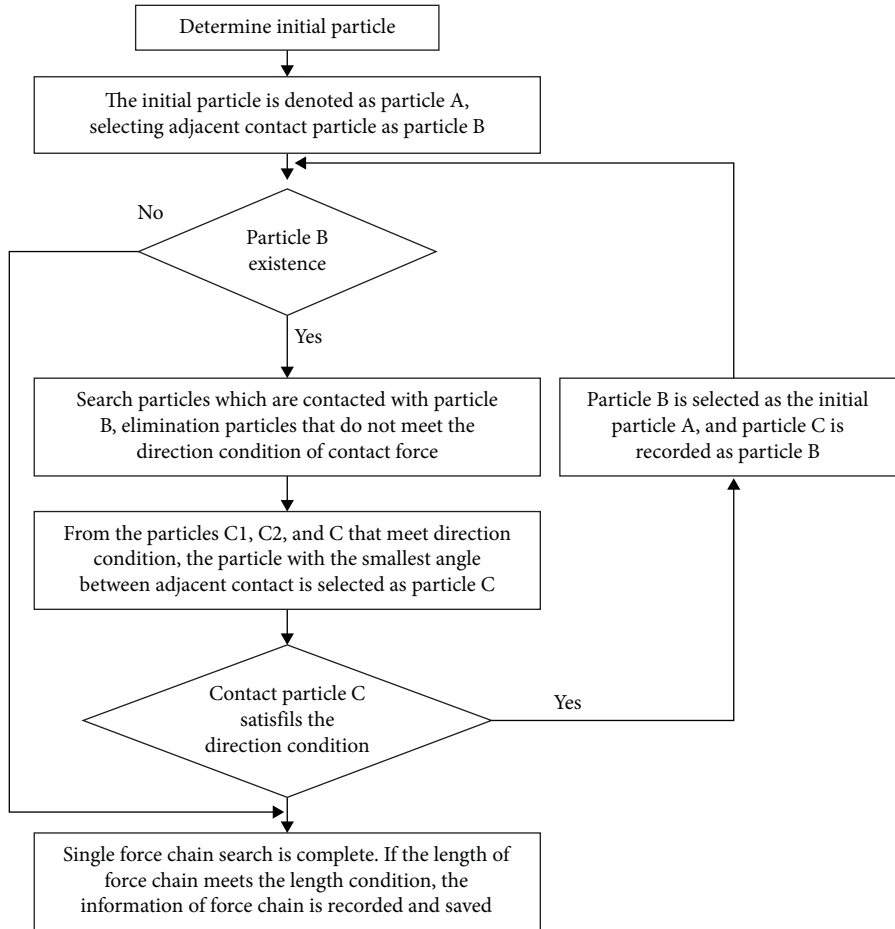 Determine initial particle
The initial particle is denoted as particle A,
selecting adjacent contact particle as particle B
No
Particle B
existence
Yes
Search particles which are contacted with particle
B, elimination particles that do not meet the
direction condition of contact force
Particle B is selected as the initial
particle A, and particle C is
recorded as particle B
From the particles C1, C2, and C that meet direction
condition, the particle with the smallest angle
between adjacent contact is selected as particle C
Contact particle C
satisfils the
direction condition
Yes
Single force chain search is complete. If the length of
force chain meets the length condition, the
information of force chain is recorded and saved